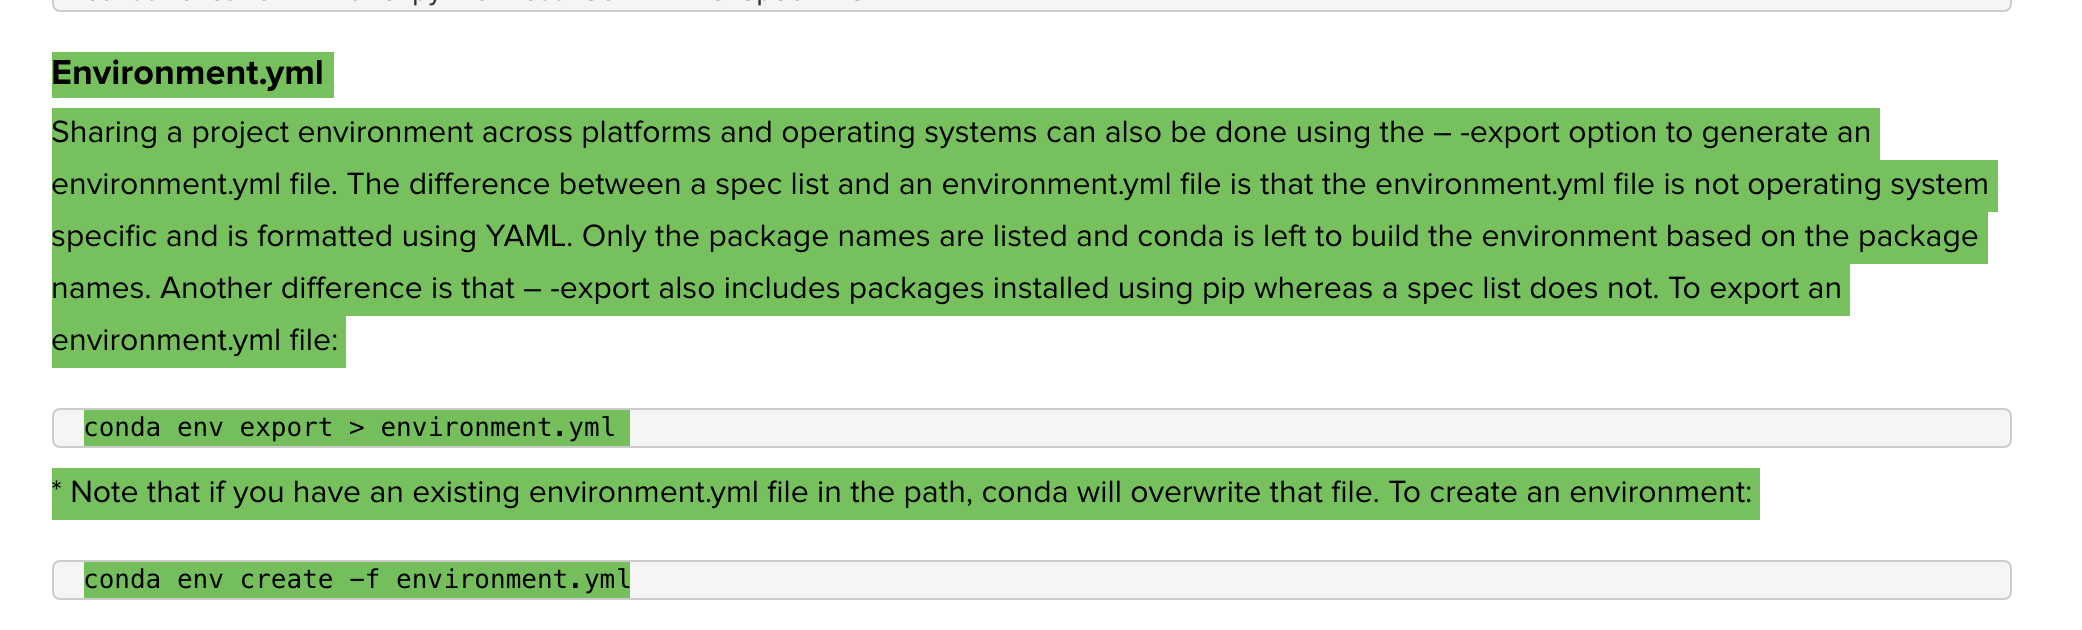 Environment.yml
Sharing a project environment across platforms and operating systems can also be done using the – -export option to generate an
environment.yml file. The difference between a spec list and an environment.yml file is that the environment.yml file is not operating system
specific and is formatted using YAML. Only the package names are listed and conda is left to build the environment based on the package
names. Another difference is that – -export also includes packages installed using pip whereas a spec list does not. To export an
environment.yml file:
conda env export > environment.yml
* Note that if you have an existing environment.yml file in the path, conda will overwrite that file. To create an environment:
conda env create –f environment.yml